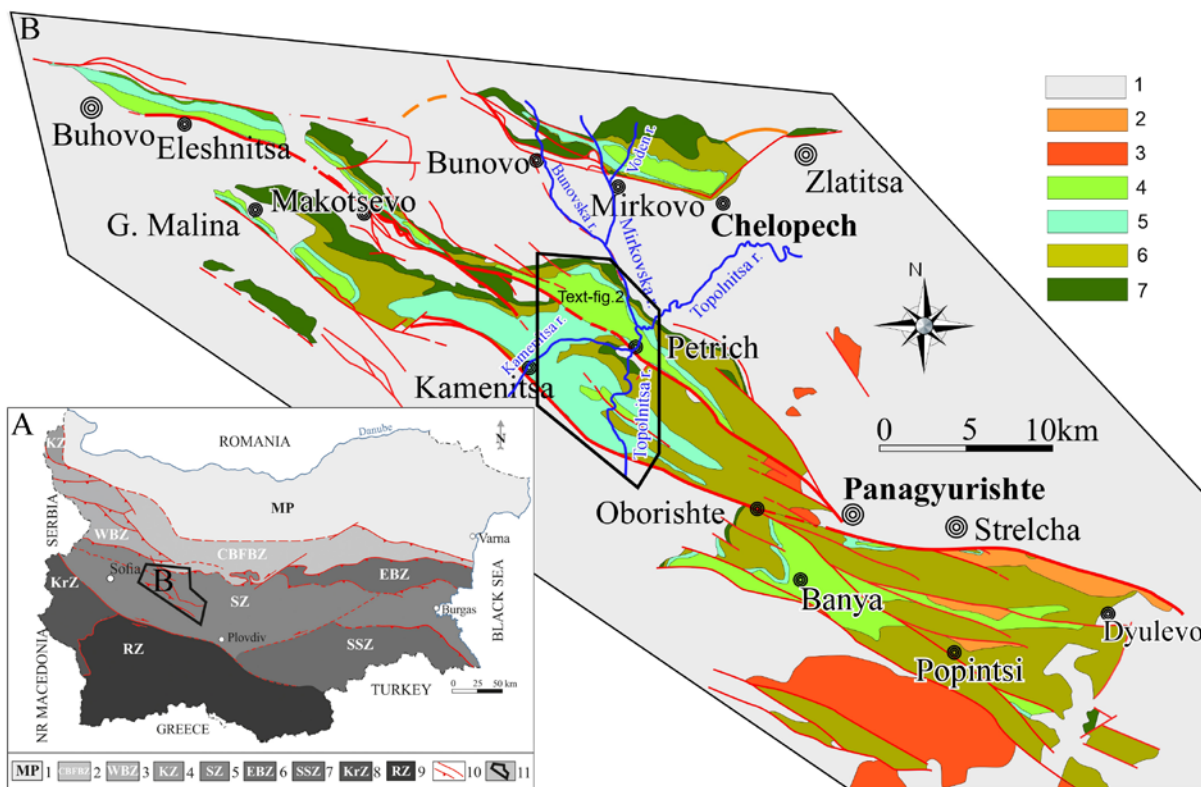 B
Buhovo
Eleshnitsa
Makotsevo
G. Malina
Bunovo
Bunovska r.
Voden r.
Mirkovo
Mirkovska r.
Zlatitsa
Chelopech
Topolnitsa r.
Text-fig.2
Kamenitsa r.
Petrich
Kamenitsa
Topolnitsa r.
N
0 5 10km
Oborishte
Panagyurishte
Strelcha
Banya
Dyulevo
Popintsi
1
2
3
4
5
6
7
A
ROMANIA
Danube
N
KZ
SERBIA
MP
WBZ
CBFBZ
Varna
Sofia
B
KrZ
SZ
EBZ
BLACK SEA
Burgas
RZ
Plovdiv
SSZ
NR MACEDONIA
TURKEY
0 25 50 km
GREECE
MP 1 CBFBZ 2 WBZ 3 KZ 4 SZ 5 EBZ 6 SSZ 7 KrZ 8 RZ 9 10 11